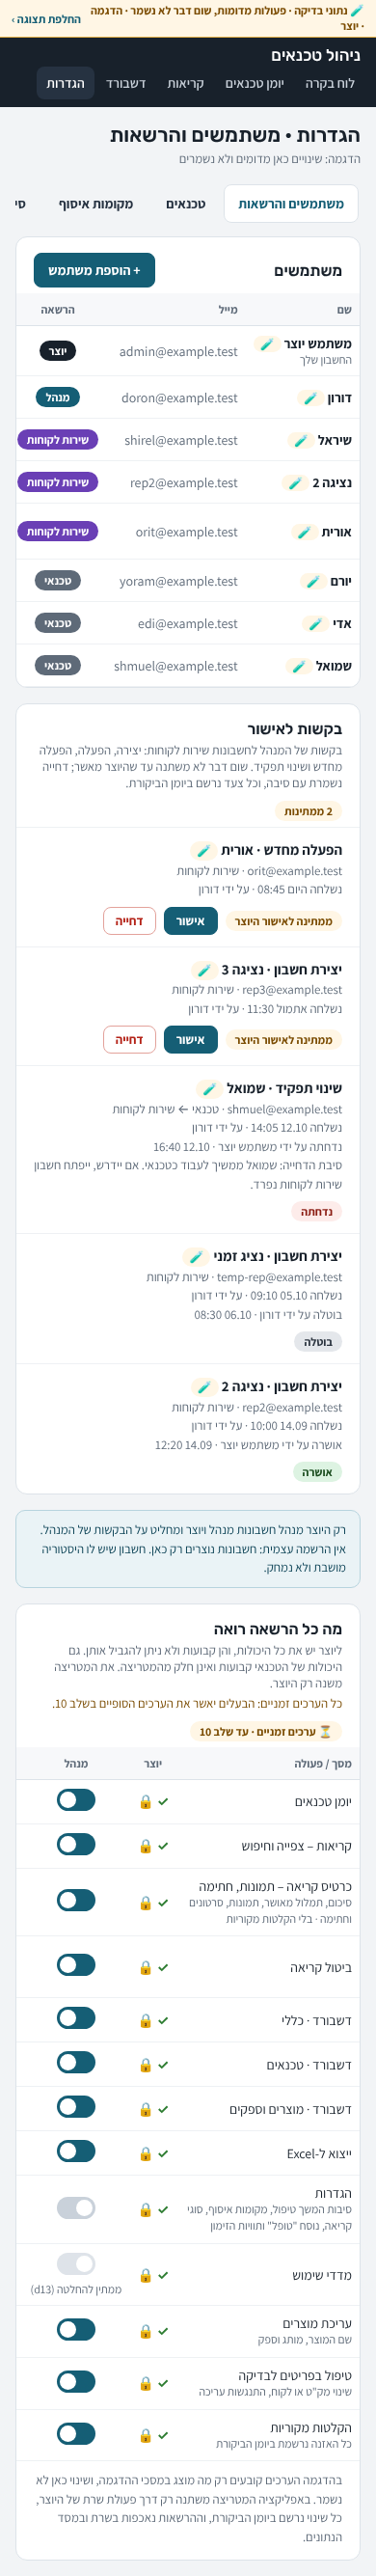 🧪 נתוני בדיקה · פעולות מדומות, שום דבר לא נשמר · הדגמה · יוצר
החלפת תצוגה ›
ניהול טכנאים
לוח בקרה
יומן טכנאים
קריאות
דשבורד
הגדרות
הגדרות • משתמשים והרשאות
הדגמה: שינויים כאן מדומים ולא נשמרים
משתמשים והרשאות
טכנאים
מקומות איסוף
סי
משתמשים
+ הוספת משתמש
שם מייל הרשאה
משתמש יוצר 🧪 admin@example.test יוצר
החשבון שלך
דורון 🧪 doron@example.test מנהל
שיראל 🧪 shirel@example.test שירות לקוחות
נציגה 2 🧪 rep2@example.test שירות לקוחות
אורית 🧪 orit@example.test שירות לקוחות
יורם 🧪 yoram@example.test טכנאי
אדי 🧪 edi@example.test טכנאי
שמואל 🧪 shmuel@example.test טכנאי
בקשות לאישור
בקשות של המנהל לחשבונות שירות לקוחות: יצירה, הפעלה, הפעלה
מחדש ושינוי תפקיד. שום דבר לא משתנה עד שהיוצר מאשר; דחייה
נשמרת עם סיבה, וכל צעד נרשם ביומן הביקורת.
2 ממתינות
הפעלה מחדש · אורית 🧪
orit@example.test · שירות לקוחות
נשלחה היום 08:45 · על ידי דורון
ממתינה לאישור היוצר אישור דחייה
יצירת חשבון · נציגה 3 🧪
rep3@example.test · שירות לקוחות
נשלחה אתמול 11:30 · על ידי דורון
ממתינה לאישור היוצר אישור דחייה
שינוי תפקיד · שמואל 🧪
shmuel@example.test · טכנאי ← שירות לקוחות
נשלחה 12.10 14:05 · על ידי דורון
נדחתה על ידי משתמש יוצר · 12.10 16:40
סיבת הדחייה: שמואל ממשיך לעבוד כטכנאי. אם יידרש, ייפתח חשבון
שירות לקוחות נפרד.
נדחתה
יצירת חשבון · נציג זמני 🧪
temp-rep@example.test · שירות לקוחות
נשלחה 05.10 09:10 · על ידי דורון
בוטלה על ידי דורון · 06.10 08:30
בוטלה
יצירת חשבון · נציגה 2 🧪
rep2@example.test · שירות לקוחות
נשלחה 14.09 10:00 · על ידי דורון
אושרה על ידי משתמש יוצר · 14.09 12:20
אושרה
רק היוצר מנהל חשבונות מנהל ויוצר ומחליט על הבקשות של המנהל.
אין הרשמה עצמית: חשבונות נוצרים רק כאן. חשבון שיש לו היסטוריה
מושבת ולא נמחק.
מה כל הרשאה רואה
ליוצר יש את כל היכולות, והן קבועות ולא ניתן להגביל אותן. גם
היכולות של הטכנאי קבועות ואינן חלק מהמטריצה. את המטריצה
משנה רק היוצר.
כל הערכים זמניים: הבעלים יאשר את הערכים הסופיים בשלב 10.
⏳ ערכים זמניים · עד שלב 10
מסך / פעולה יוצר מנהל
יומן טכנאים ✓ 🔒
קריאות – צפייה וחיפוש ✓ 🔒
כרטיס קריאה – תמונות, חתימה ✓ 🔒
סיכום, תמלול מאושר, תמונות, סרטונים
וחתימה · בלי הקלטות מקוריות
ביטול קריאה ✓ 🔒
דשבורד · כללי ✓ 🔒
דשבורד · טכנאים ✓ 🔒
דשבורד · מוצרים וספקים ✓ 🔒
ייצוא ל-Excel ✓ 🔒
הגדרות ✓ 🔒
סיבות המשך טיפול, מקומות איסוף, סוגי
קריאה, נוסח "טופל" ותוויות הזימון
מדדי שימוש ✓ 🔒 ממתין להחלטה (d13)
עריכת מוצרים ✓ 🔒
שם המוצר, מותג וספק
טיפול בפריטים לבדיקה ✓ 🔒
שינוי מק"ט או לקוח, התנגשות עריכה
הקלטות מקוריות ✓ 🔒
כל האזנה נרשמת ביומן הביקורת
בהדגמה הערכים קובעים רק מה מוצג במסכי ההדגמה, ושינוי כאן לא
נשמר. באפליקציה המטריצה משתנה רק דרך פעולת שרת של היוצר,
כל שינוי נרשם ביומן הביקורת, וההרשאות נאכפות בשרת ובמסד
הנתונים.